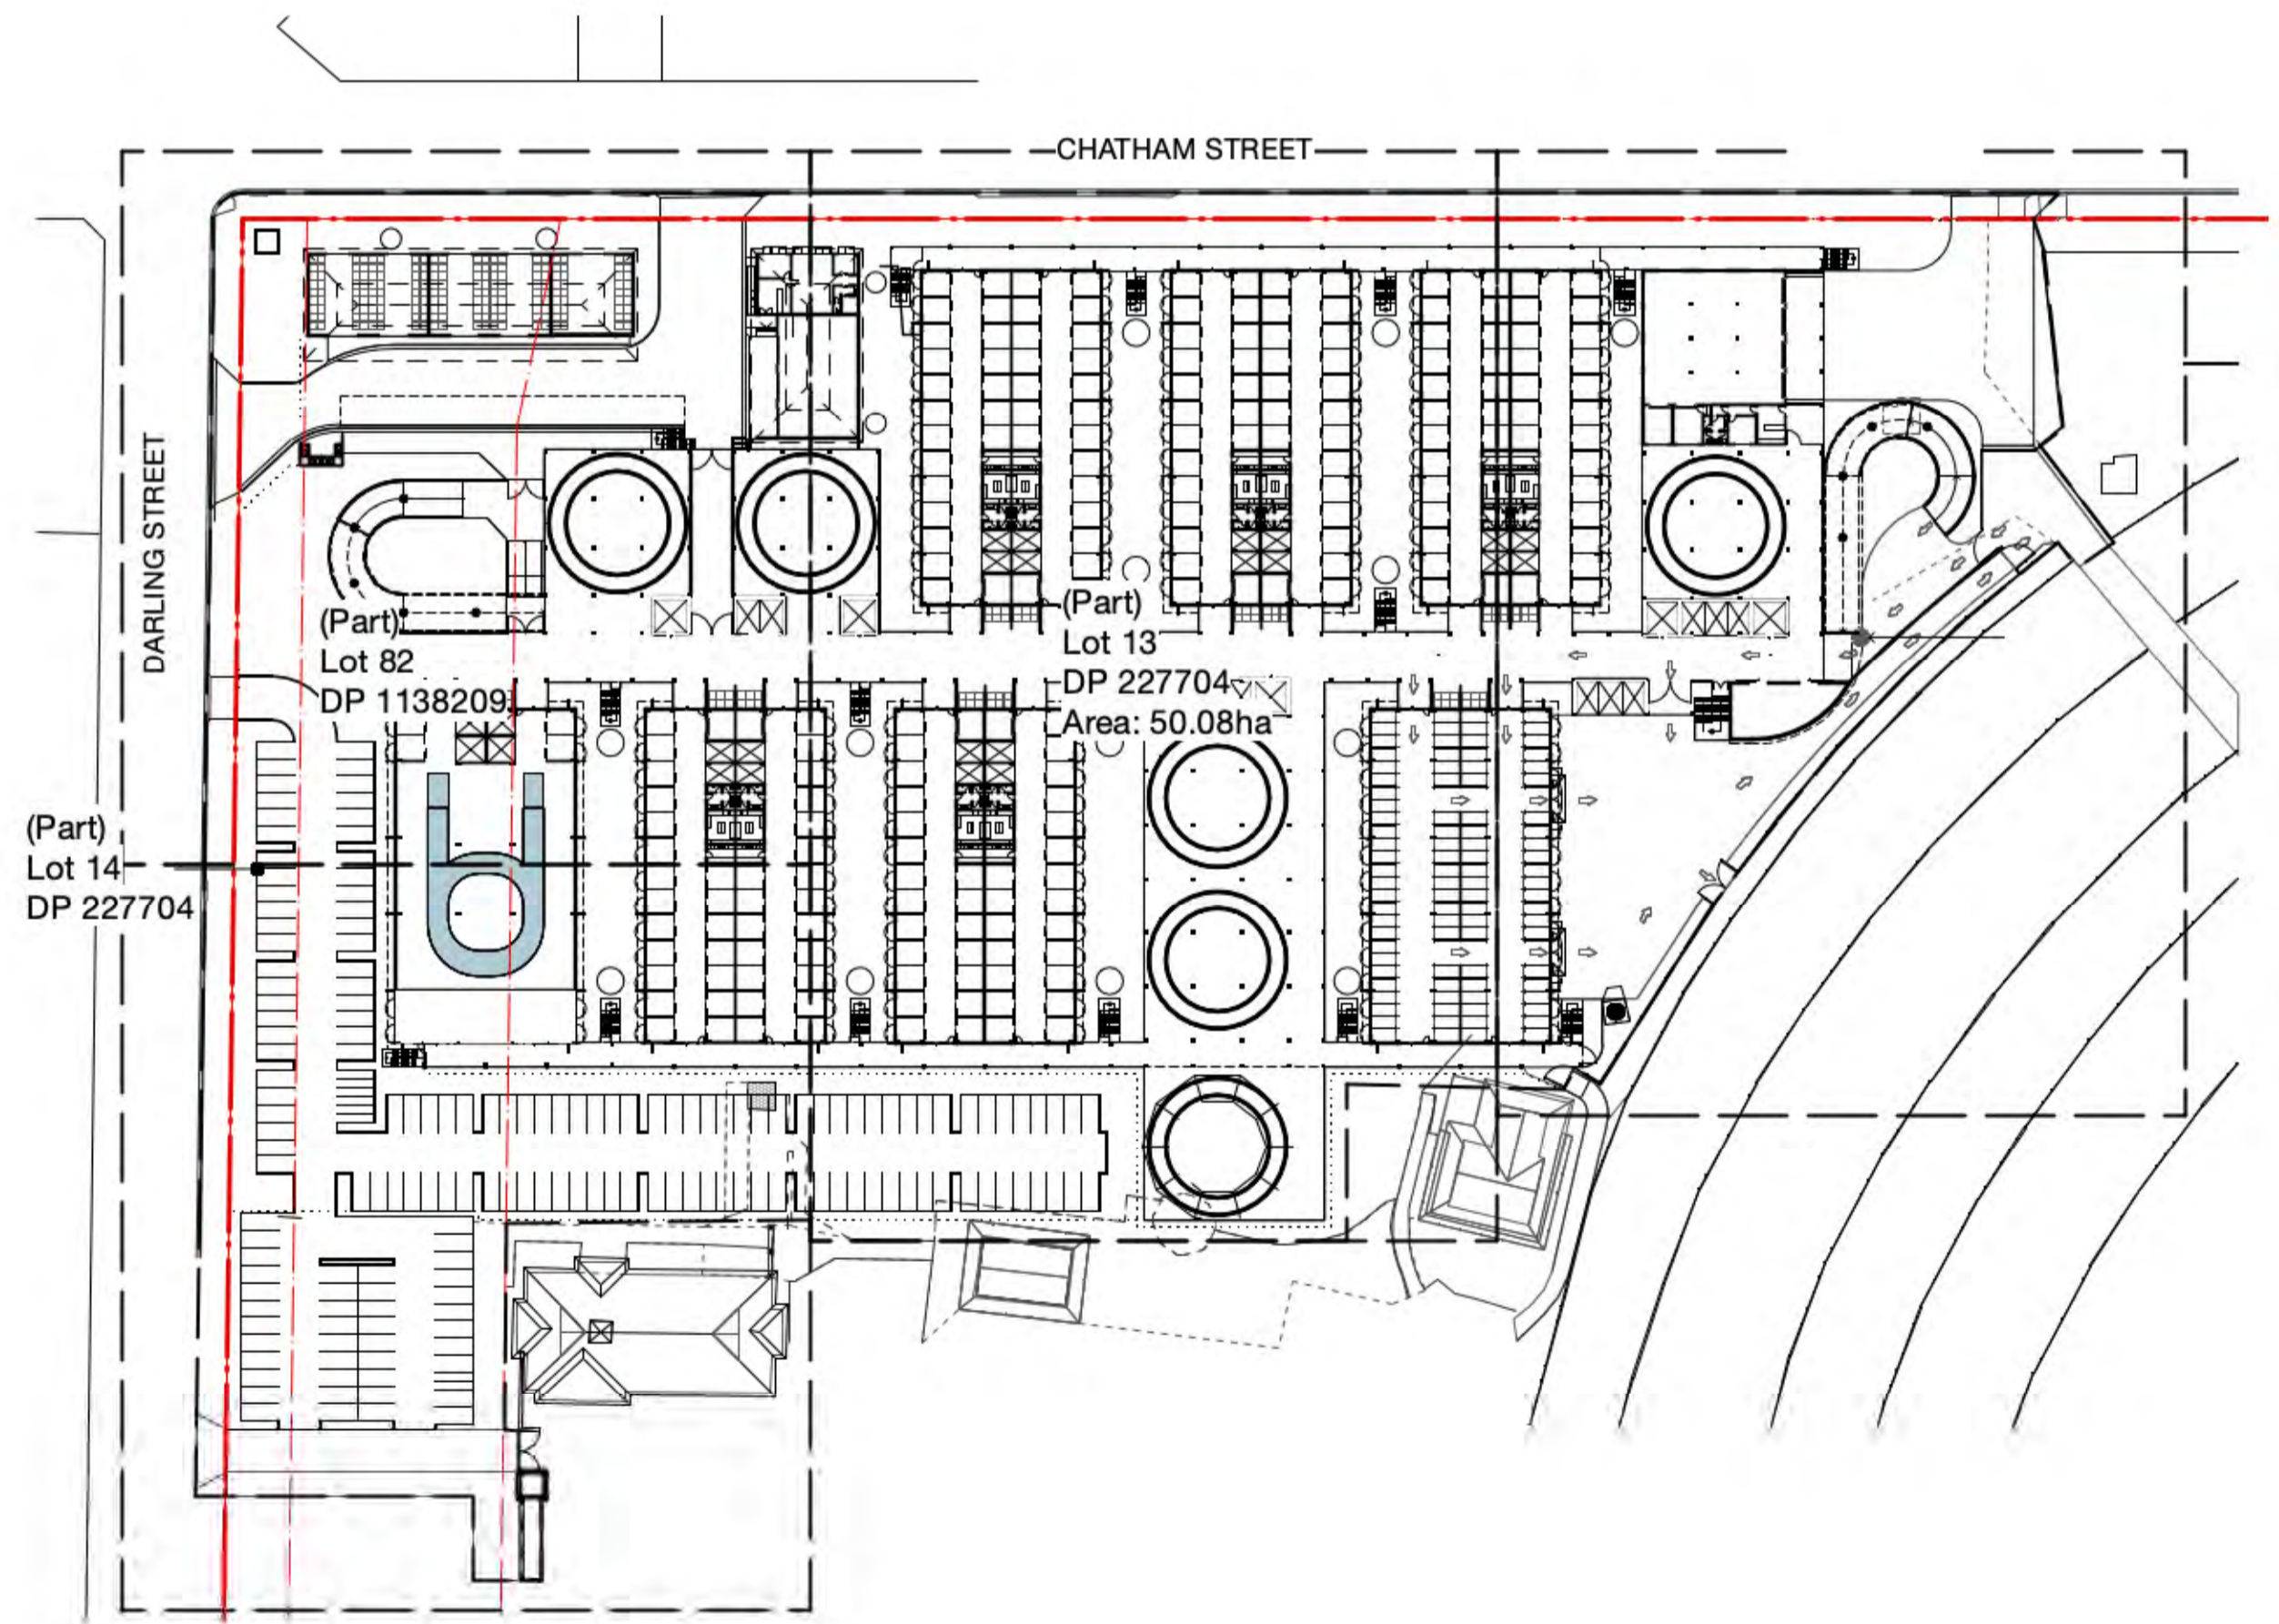 CHATHAM STREET
DARLING STREET
(Part)
Lot 82
DP 1138209
(Part)
Lot 13
DP 227704
Area: 50.08ha
(Part)
Lot 14
DP 227704